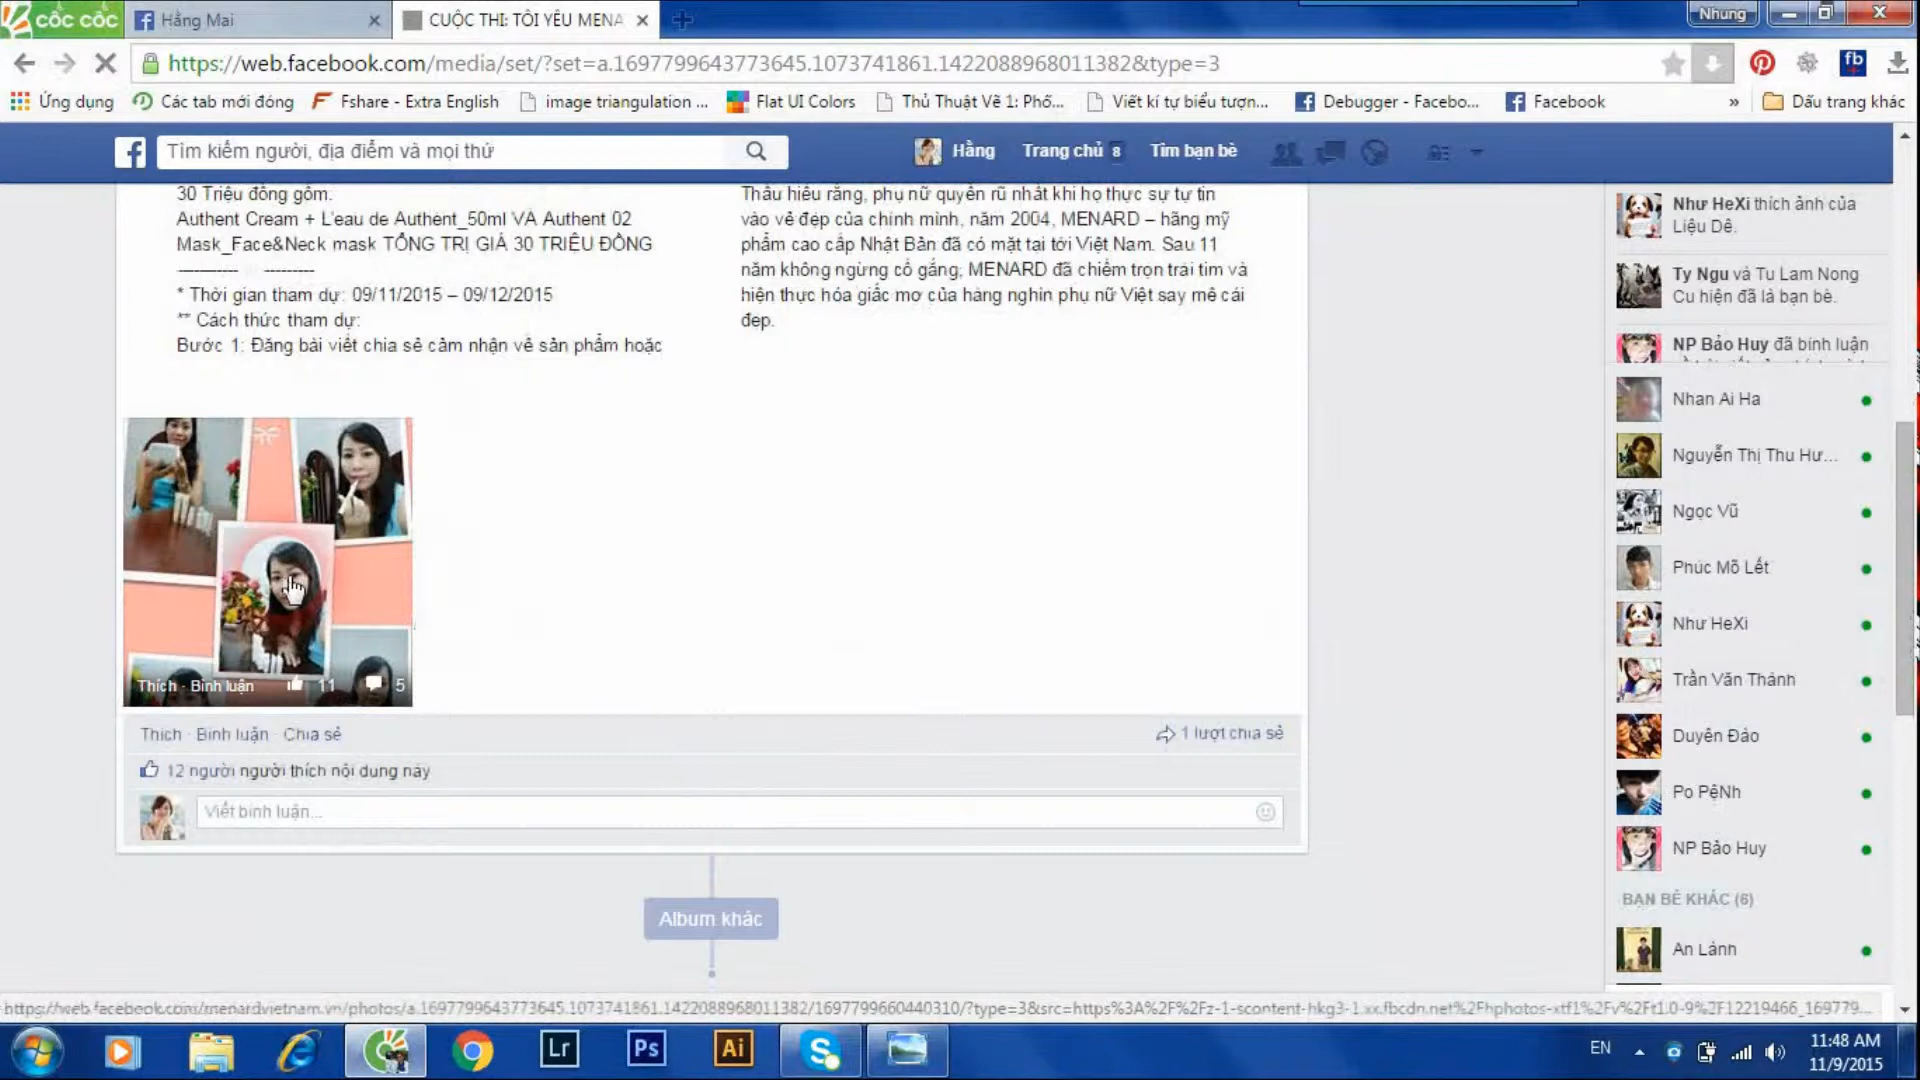 cốc cốc
Hằng Mai
CUỘC THI: TÔI YÊU MENA
Nhung
https://web.facebook.com/media/set/?set=a.1697799643773645.1073741861.1422088968011382&type=3
Ứng dụng
Các tab mới đóng
Fshare - Extra English
image triangulation ...
Flat UI Colors
Thủ Thuật Vẽ 1: Phố...
Viết kí tự biểu tượn...
Debugger - Facebo...
Facebook
»
Dấu trang khác
Tìm kiếm người, địa điểm và mọi thứ
Hằng
Trang chủ 8
Tìm bạn bè
30 Triệu đồng gồm:
Authent Cream + L'eau de Authent_50ml VÀ Authent 02
Mask_Face&Neck mask TỔNG TRỊ GIÁ 30 TRIỆU ĐỒNG
----------- ---------
* Thời gian tham dự: 09/11/2015 – 09/12/2015
** Cách thức tham dự:
Bước 1: Đăng bài viết chia sẻ cảm nhận về sản phẩm hoặc
Thấu hiểu rằng, phụ nữ quyến rũ nhất khi họ thực sự tự tin
vào vẻ đẹp của chính mình, năm 2004, MENARD – hãng mỹ
phẩm cao cấp Nhật Bản đã có mặt tại tới Việt Nam. Sau 11
năm không ngừng cố gắng, MENARD đã chiếm trọn trái tim và
hiện thực hóa giấc mơ của hàng nghìn phụ nữ Việt say mê cái
đẹp.
Thích · Bình luận 11 5
Thích · Bình luận · Chia sẻ
1 lượt chia sẻ
12 người người thích nội dung này
Viết bình luận...
Album khác
Như HeXi thích ảnh của
Liệu Dê.
Ty Ngu và Tu Lam Nong
Cu hiện đã là bạn bè.
NP Bảo Huy đã bình luận
Nhan Ai Ha
Nguyễn Thị Thu Hư...
Ngọc Vũ
Phúc Mỗ Lết
Như HeXi
Trần Văn Thánh
Duyên Đảo
Po PệNh
NP Bảo Huy
BẠN BÈ KHÁC (6)
An Lành
https://web.facebook.com/menardvietnam.vn/photos/a.1697799643773645.1073741861.1422088968011382/1697799660440310/?type=3&src=https%3A%2F%2Fz-1-scontent-hkg3-1.xx.fbcdn.net%2Fhphotos-xtf1%2Fv%2Ft1.0-9%2F12219466_169779...
Lr
Ps
Ai
EN
11:48 AM
11/9/2015